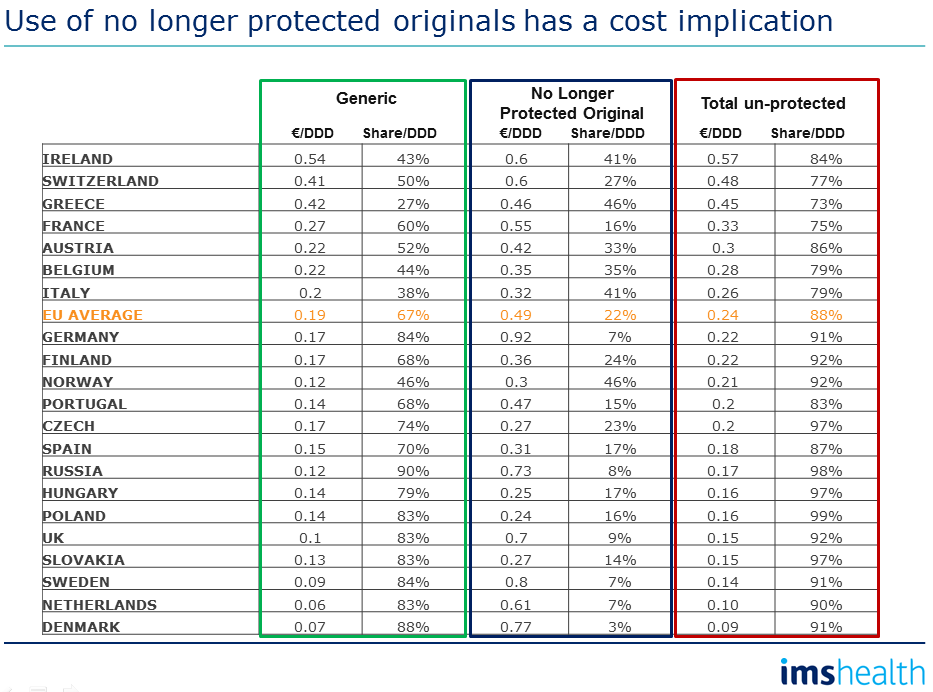 Use of no longer protected originals has a cost implication
Generic No Longer Protected Original Total un-protected
€/DDD Share/DDD €/DDD Share/DDD €/DDD Share/DDD
IRELAND 0.54 43% 0.6 41% 0.57 84%
SWITZERLAND 0.41 50% 0.6 27% 0.48 77%
GREECE 0.42 27% 0.46 46% 0.45 73%
FRANCE 0.27 60% 0.55 16% 0.33 75%
AUSTRIA 0.22 52% 0.42 33% 0.3 86%
BELGIUM 0.22 44% 0.35 35% 0.28 79%
ITALY 0.2 38% 0.32 41% 0.26 79%
EU AVERAGE 0.19 67% 0.49 22% 0.24 88%
GERMANY 0.17 84% 0.92 7% 0.22 91%
FINLAND 0.17 68% 0.36 24% 0.22 92%
NORWAY 0.12 46% 0.3 46% 0.21 92%
PORTUGAL 0.14 68% 0.47 15% 0.2 83%
CZECH 0.17 74% 0.27 23% 0.2 97%
SPAIN 0.15 70% 0.31 17% 0.18 87%
RUSSIA 0.12 90% 0.73 8% 0.17 98%
HUNGARY 0.14 79% 0.25 17% 0.16 97%
POLAND 0.14 83% 0.24 16% 0.16 99%
UK 0.1 83% 0.7 9% 0.15 92%
SLOVAKIA 0.13 83% 0.27 14% 0.15 97%
SWEDEN 0.09 84% 0.8 7% 0.14 91%
NETHERLANDS 0.06 83% 0.61 7% 0.10 90%
DENMARK 0.07 88% 0.77 3% 0.09 91%
imshealth